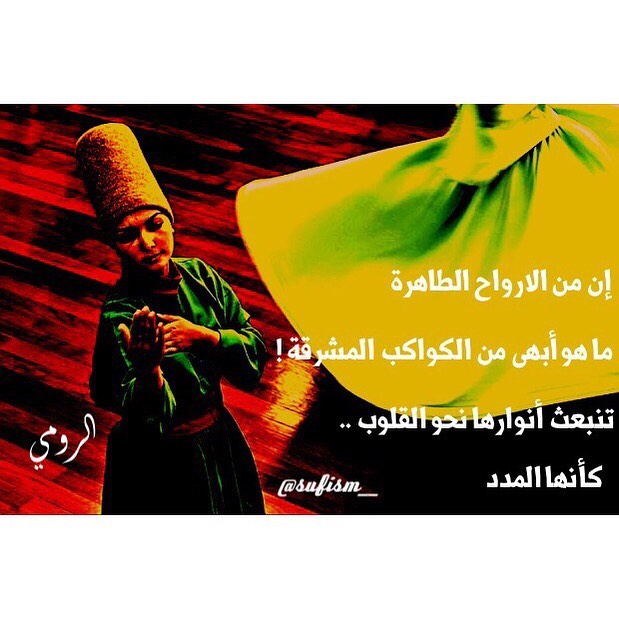 إن من الارواح الطاهرة
ما هو أبهى من الكواكب المشرقة !
تنبعث أنوارها نحو القلوب ..
كأنها المدد
الرومي
@sufism__